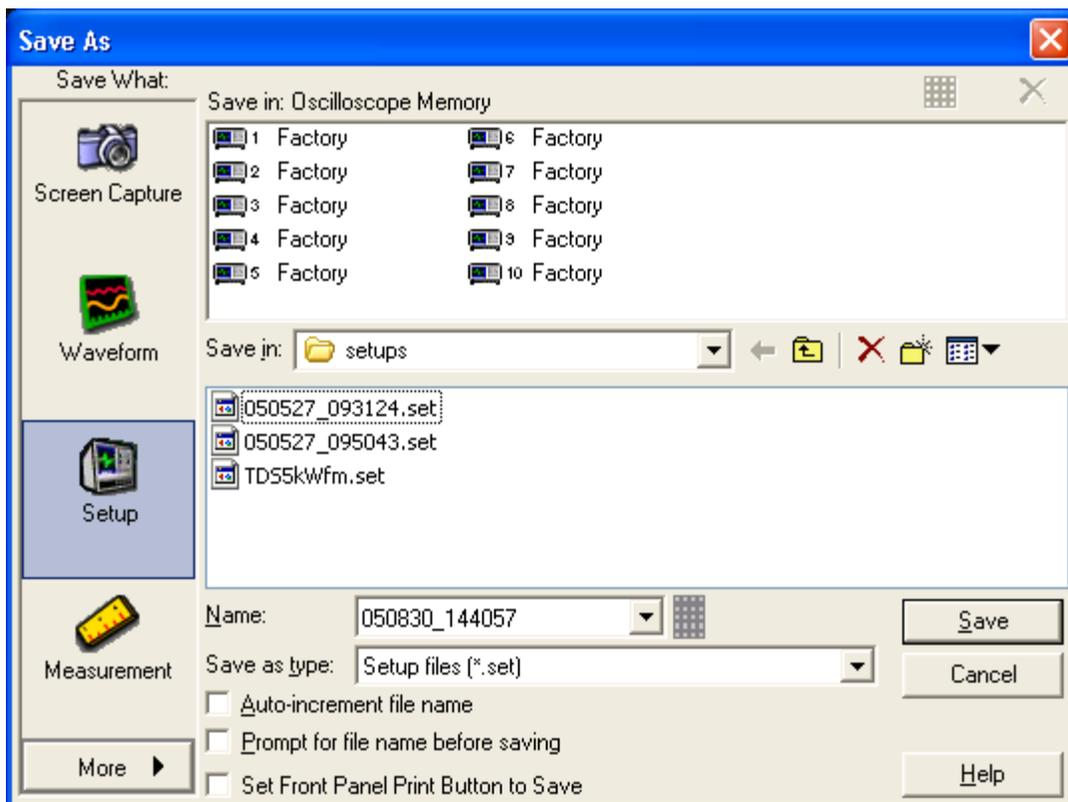 Save As
Save What:
Screen Capture
Waveform
Setup
Measurement
More
Save in: Oscilloscope Memory
1 Factory
2 Factory
3 Factory
4 Factory
5 Factory
6 Factory
7 Factory
8 Factory
9 Factory
10 Factory
Save in: setups
050527_093124.set
050527_095043.set
TDS5kWfm.set
Name: 050830_144057
Save as type: Setup files (*.set)
Auto-increment file name
Prompt for file name before saving
Set Front Panel Print Button to Save
Save
Cancel
Help